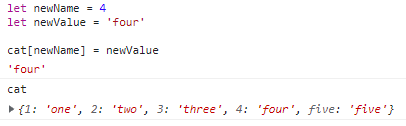 let newName = 4
let newValue = 'four'
cat[newName] = newValue
'four'
cat
{1: 'one', 2: 'two', 3: 'three', 4: 'four', five: 'five'}